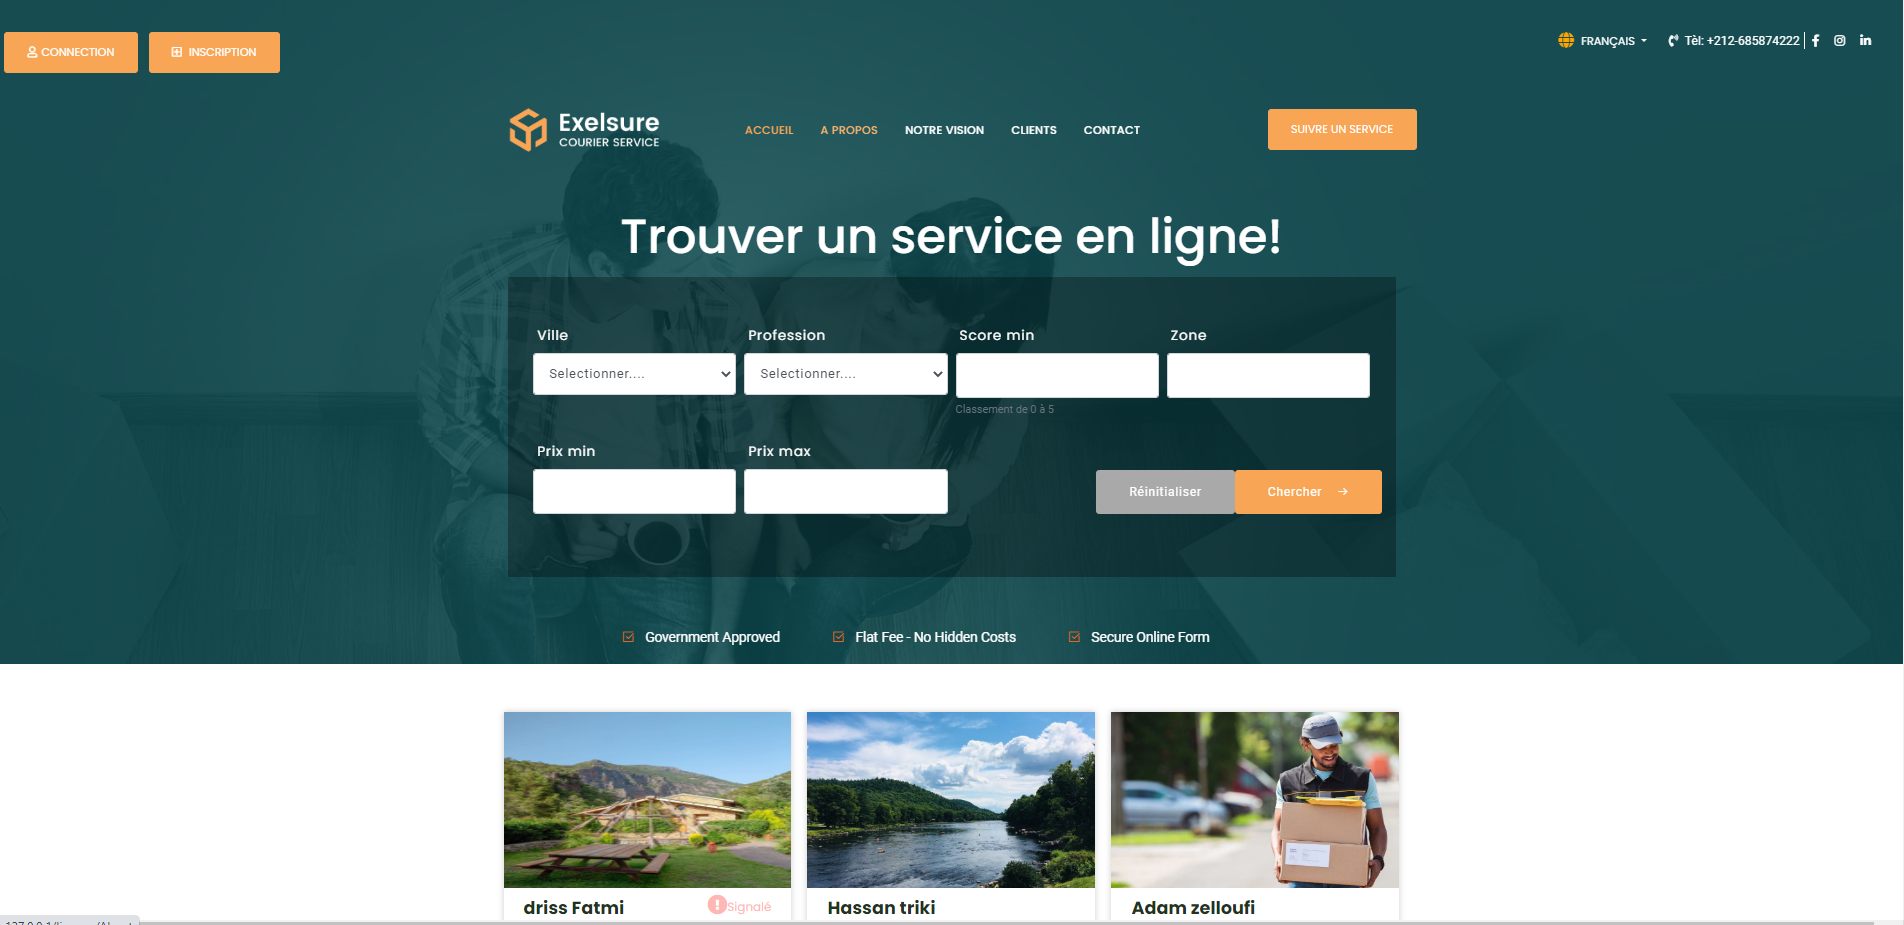 CONNECTION
INSCRIPTION
FRANÇAIS
Tèl: +212-685874222
Exelsure
COURIER SERVICE
ACCUEIL
A PROPOS
NOTRE VISION
CLIENTS
CONTACT
SUIVRE UN SERVICE
Trouver un service en ligne!
Ville
Profession
Score min
Zone
Selectionner....
Selectionner....
Classement de 0 à 5
Prix min
Prix max
Réinitialiser
Chercher
Government Approved
Flat Fee - No Hidden Costs
Secure Online Form
driss Fatmi
Signalé
Hassan triki
Adam zelloufi